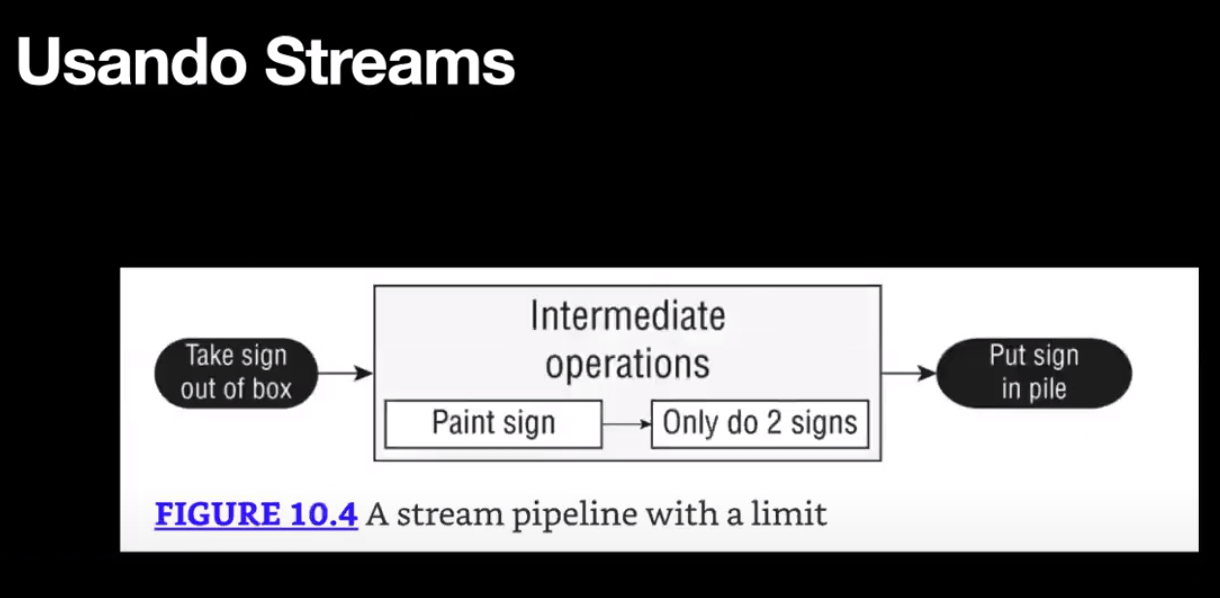 Usando Streams
Take sign
out of box
Intermediate
operations
Paint sign
Only do 2 signs
Put sign
in pile
FIGURE 10.4 A stream pipeline with a limit